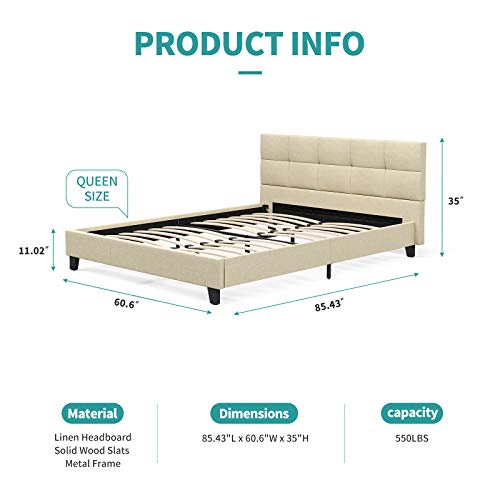 PRODUCT INFO
QUEEN
SIZE
35"
11.02"
60.6"
85.43"
Material
Linen Headboard
Solid Wood Slats
Metal Frame
Dimensions
85.43"L x 60.6"W x 35"H
capacity
550LBS